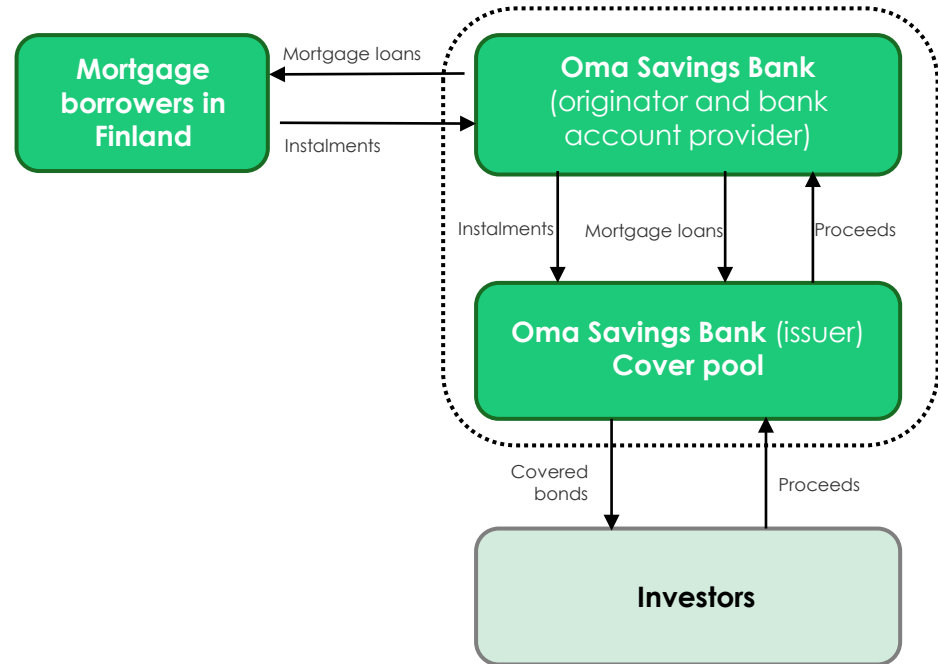 Mortgage
borrowers in
Finland
Mortgage loans
Instalments
Oma Savings Bank
(originator and bank
account provider)
Instalments
Mortgage loans
Proceeds
Oma Savings Bank (issuer)
Cover pool
Covered
bonds
Proceeds
Investors